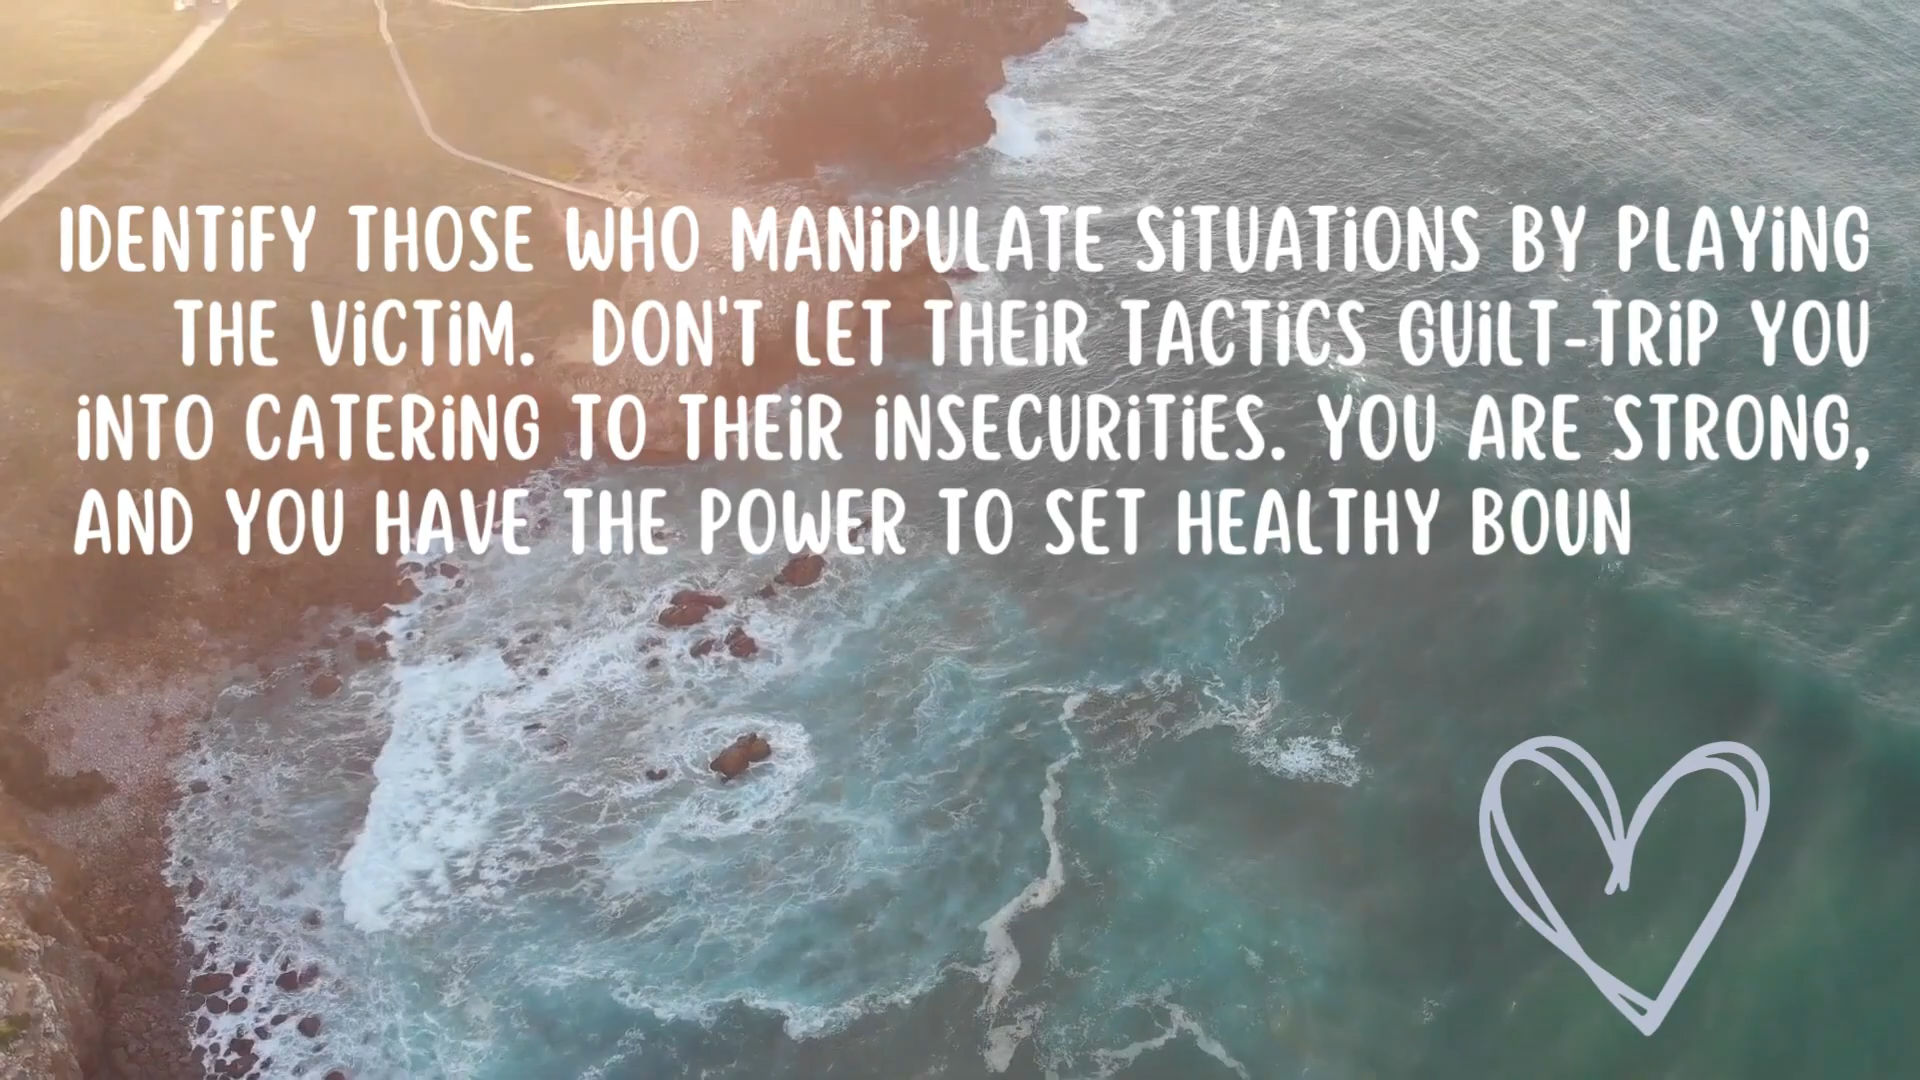 IDENTIFY THOSE WHO MANIPULATE SITUATIONS BY PLAYING
THE VICTIM. DON'T LET THEIR TACTICS GUILT-TRIP YOU
INTO CATERING TO THEIR INSECURITIES. YOU ARE STRONG,
AND YOU HAVE THE POWER TO SET HEALTHY BOUN